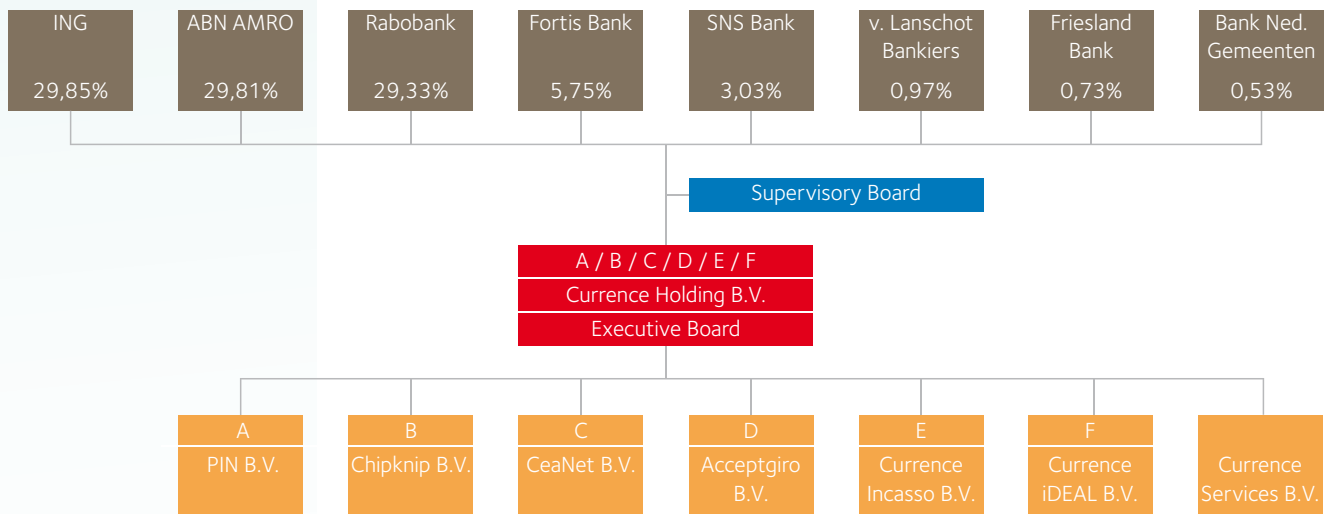 ING
29,85%
ABN AMRO
29,81%
Rabobank
29,33%
Fortis Bank
5,75%
SNS Bank
3,03%
v. Lanschot
Bankiers
0,97%
Friesland
Bank
0,73%
Bank Ned.
Gemeenten
0,53%
Supervisory Board
A / B / C / D / E / F
Currence Holding B.V.
Executive Board
A
PIN B.V.
B
Chipknip B.V.
C
CeaNet B.V.
D
Acceptgiro
B.V.
E
Currence
Incasso B.V.
F
Currence
iDEAL B.V.
Currence
Services B.V.